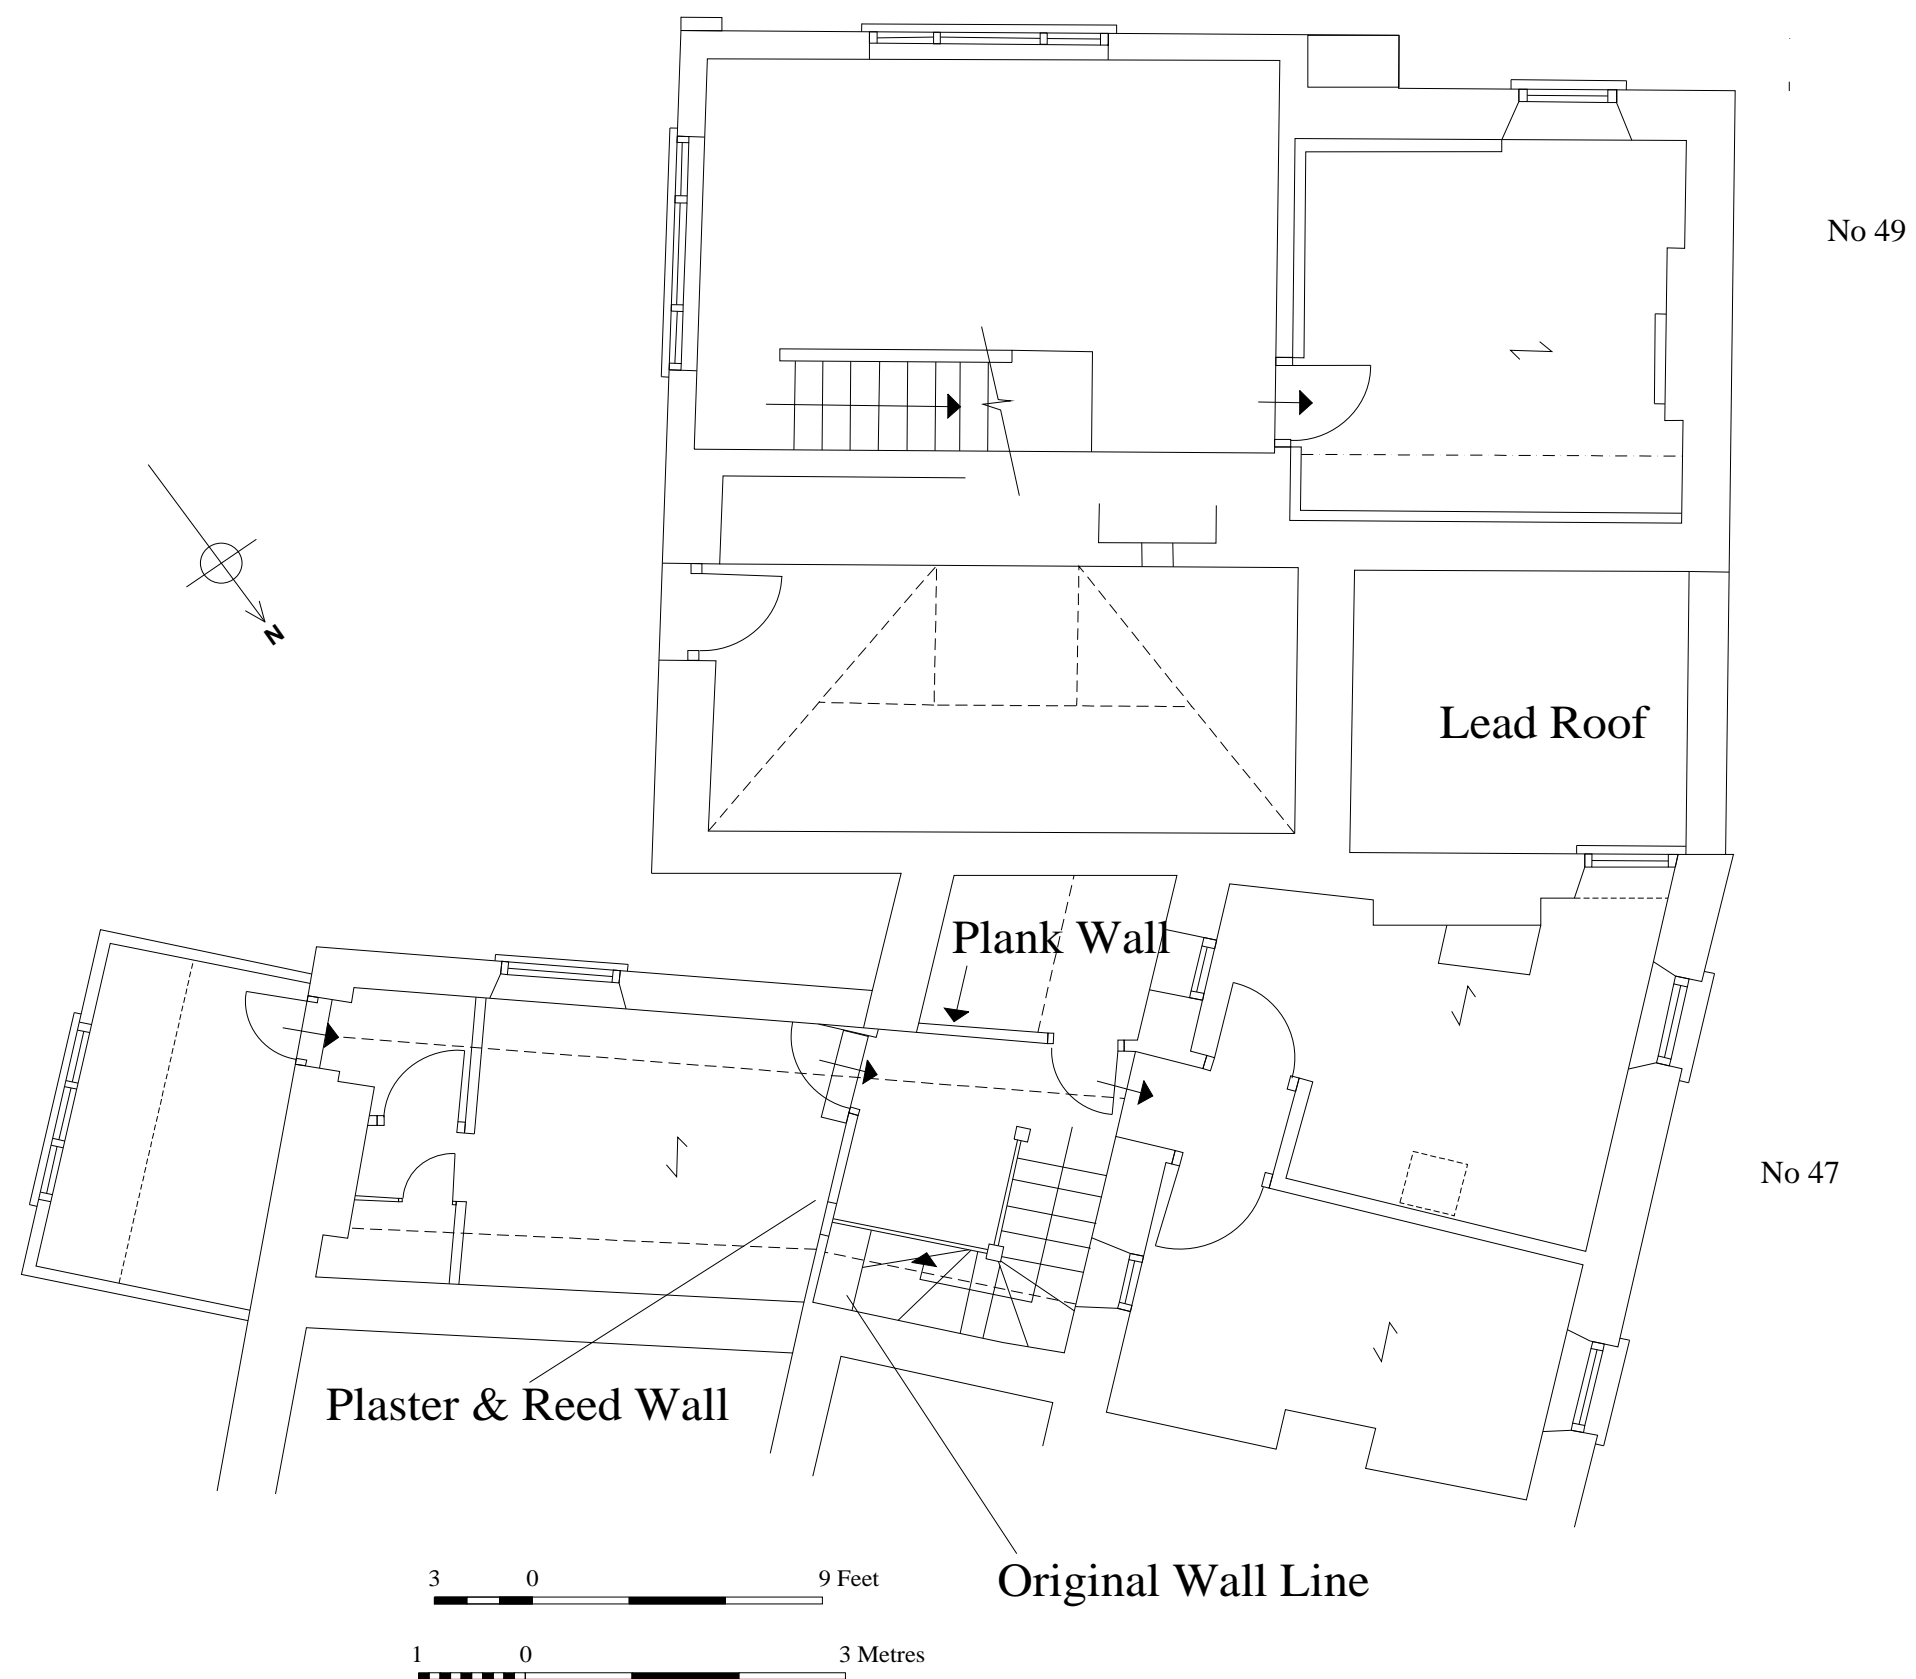 No 49
N
Lead Roof
Plank Wall
No 47
Plaster & Reed Wall
Original Wall Line
3 0 9 Feet
1 0 3 Metres